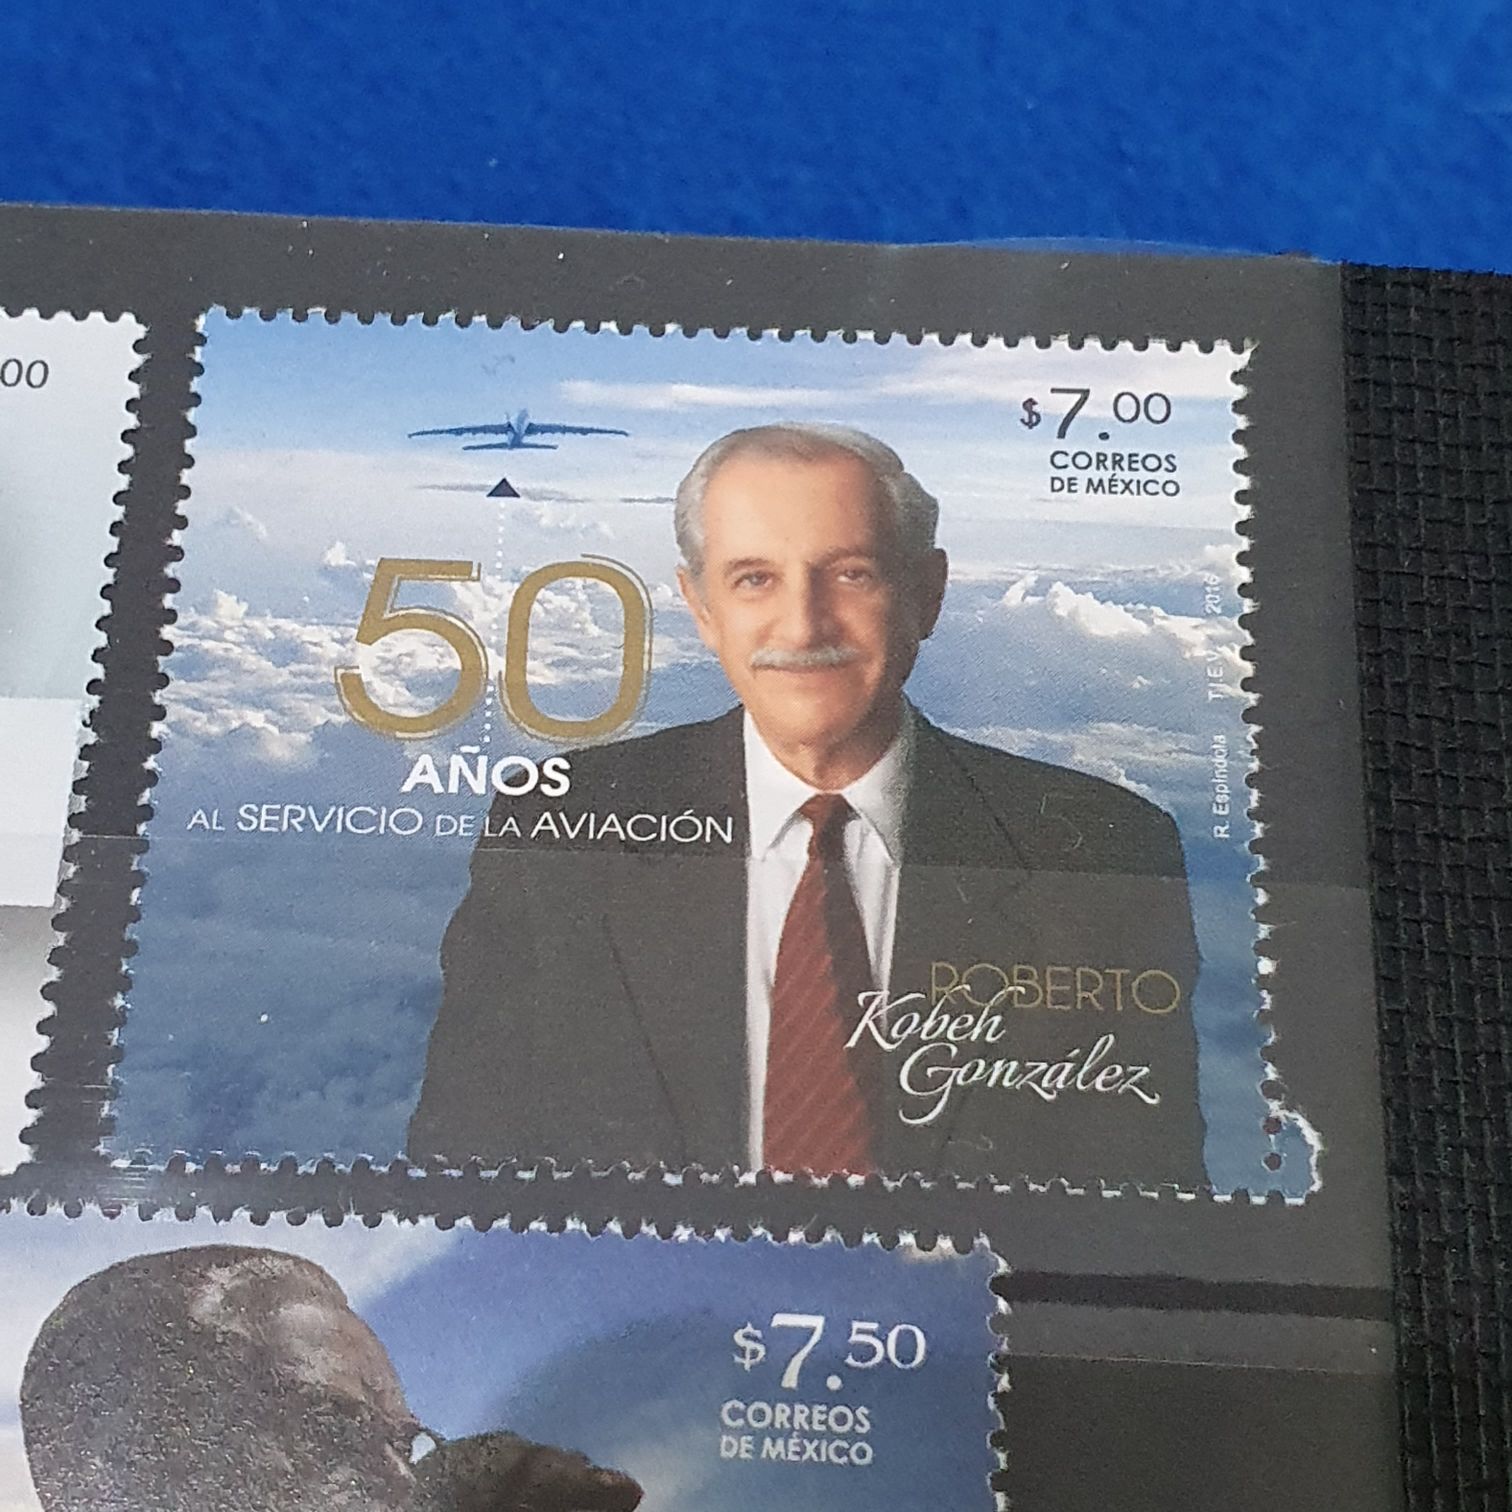 00
$7.00
CORREOS
DE MÉXICO
50
AÑOS
AL SERVICIO DE LA AVIACIÓN
R. Espíndola TIEV 2016
ROBERTO
Kobeh
González
$7.50
CORREOS
DE MÉXICO